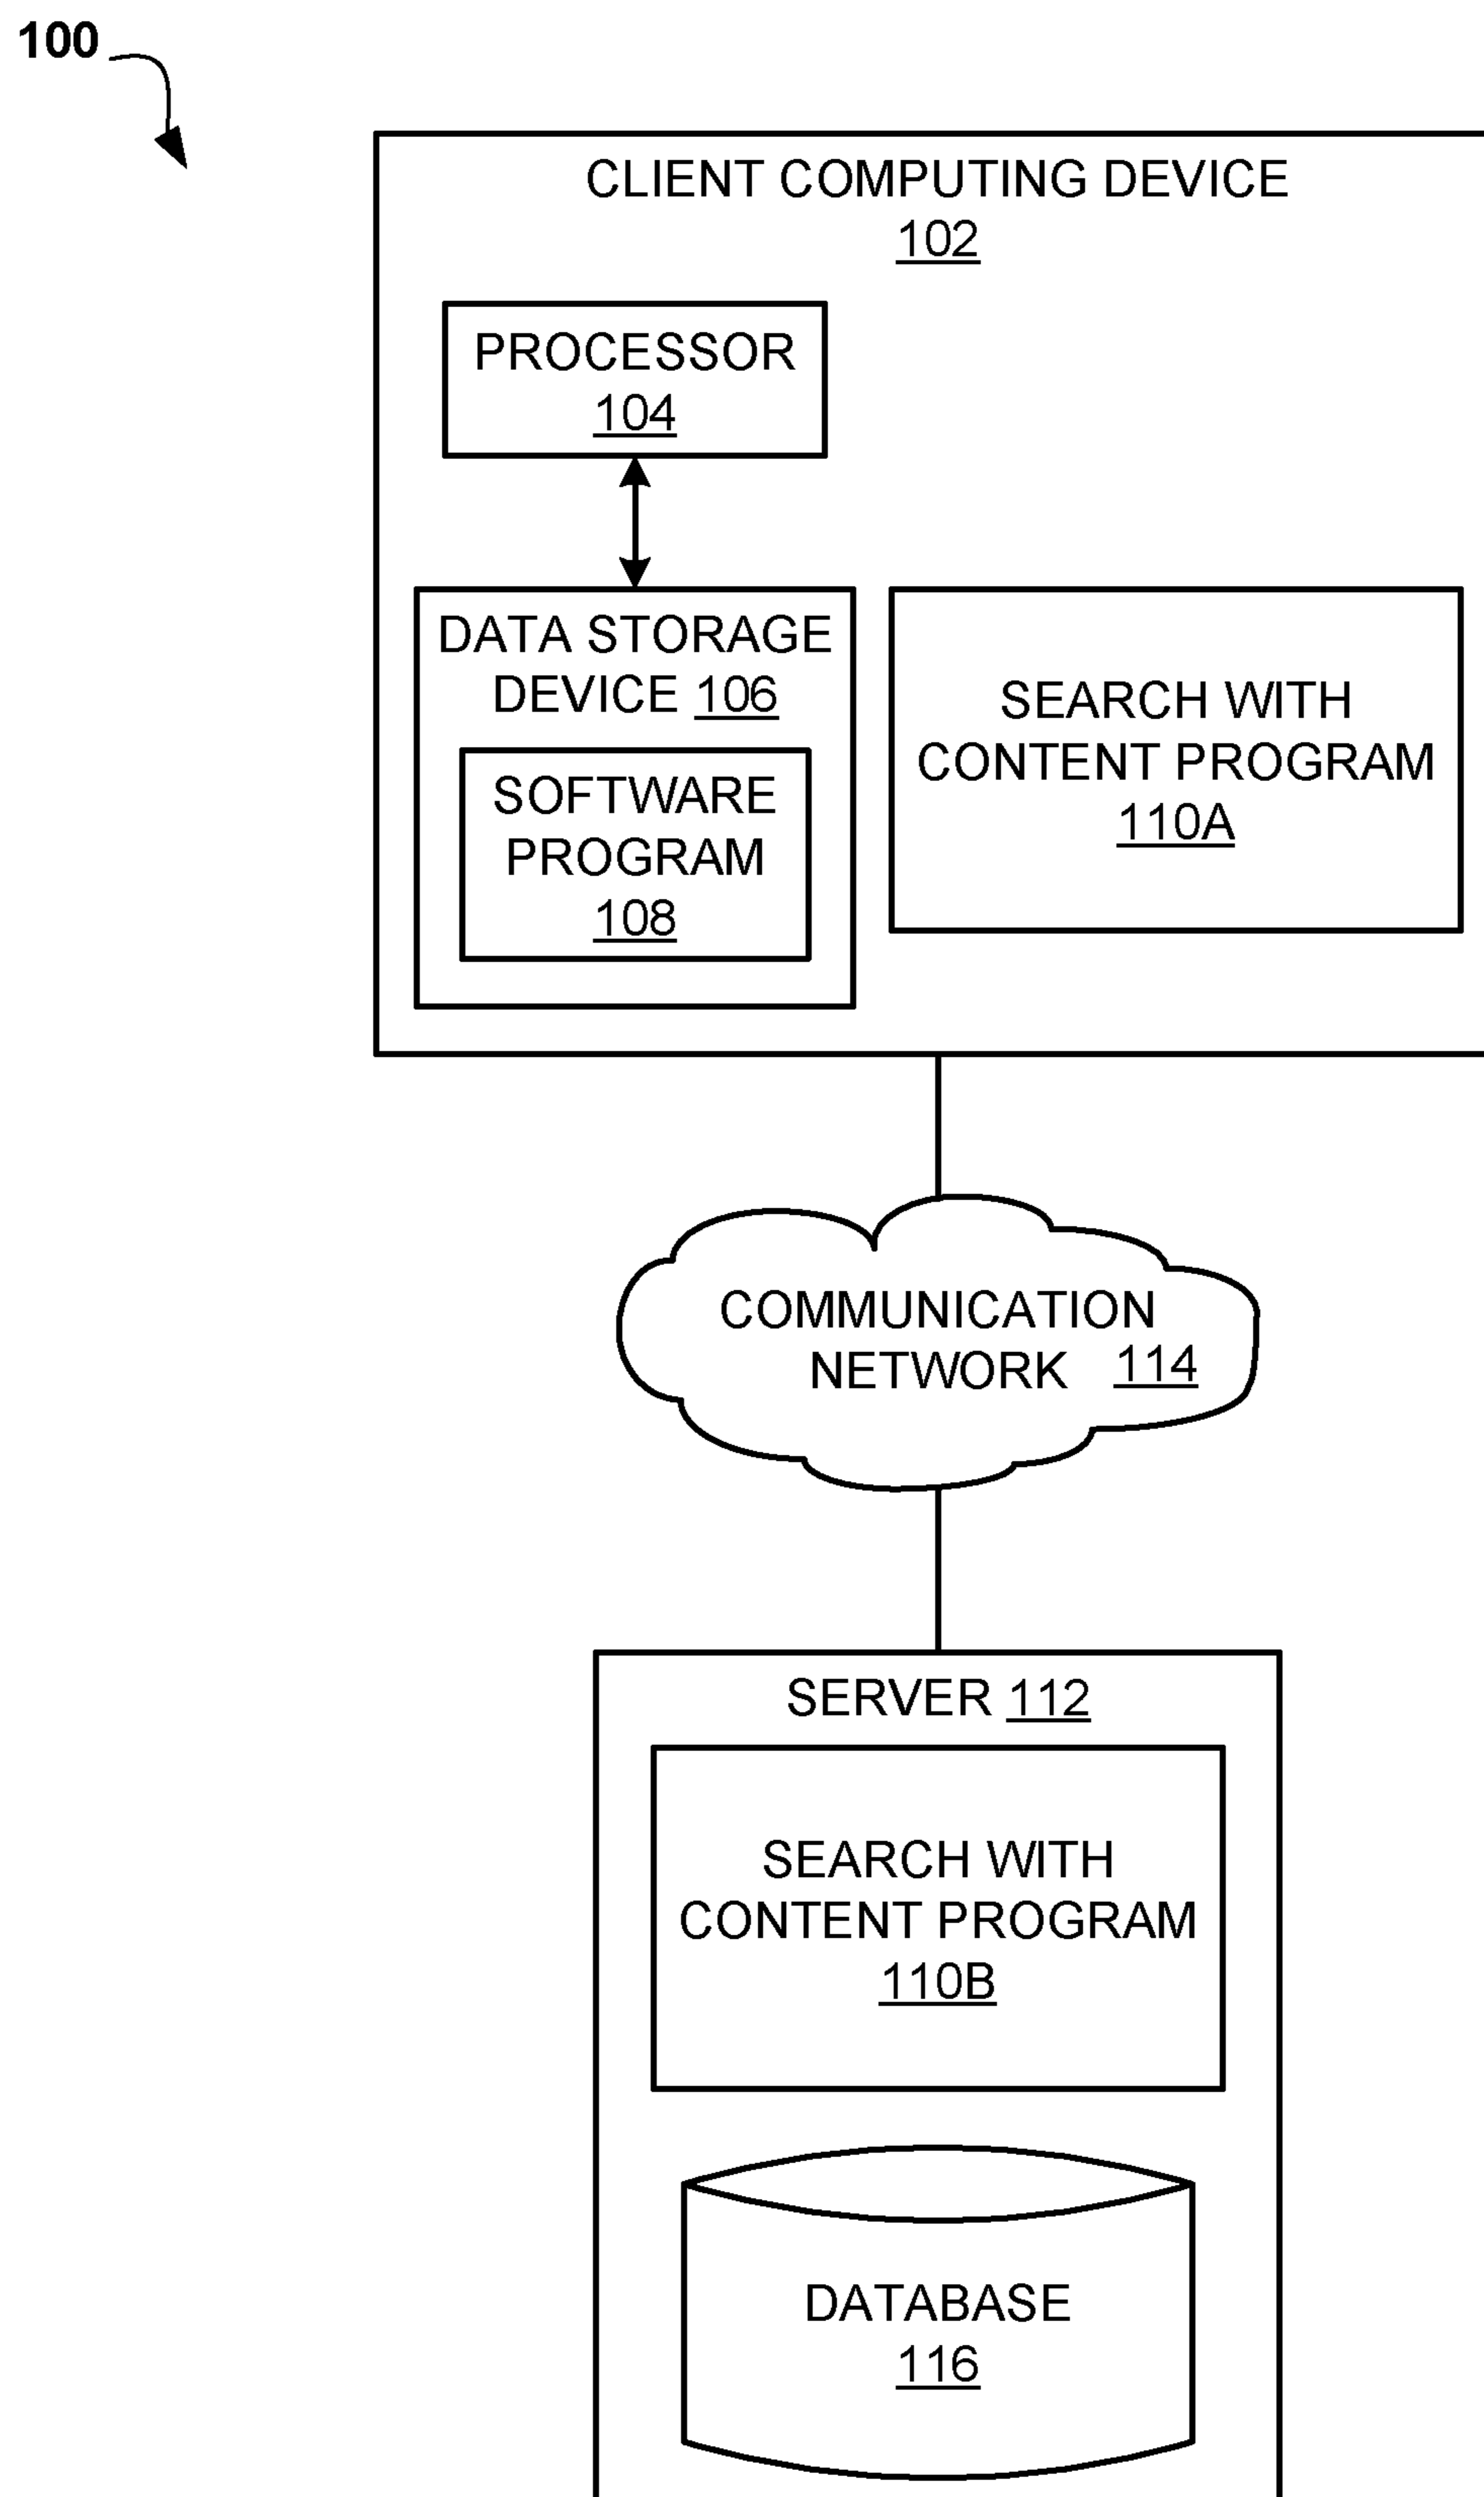 100
CLIENT COMPUTING DEVICE
102
PROCESSOR
104
DATA STORAGE
DEVICE 106
SOFTWARE
PROGRAM
108
SEARCH WITH
CONTENT PROGRAM
110A
COMMUNICATION
NETWORK 114
SERVER 112
SEARCH WITH
CONTENT PROGRAM
110B
DATABASE
116